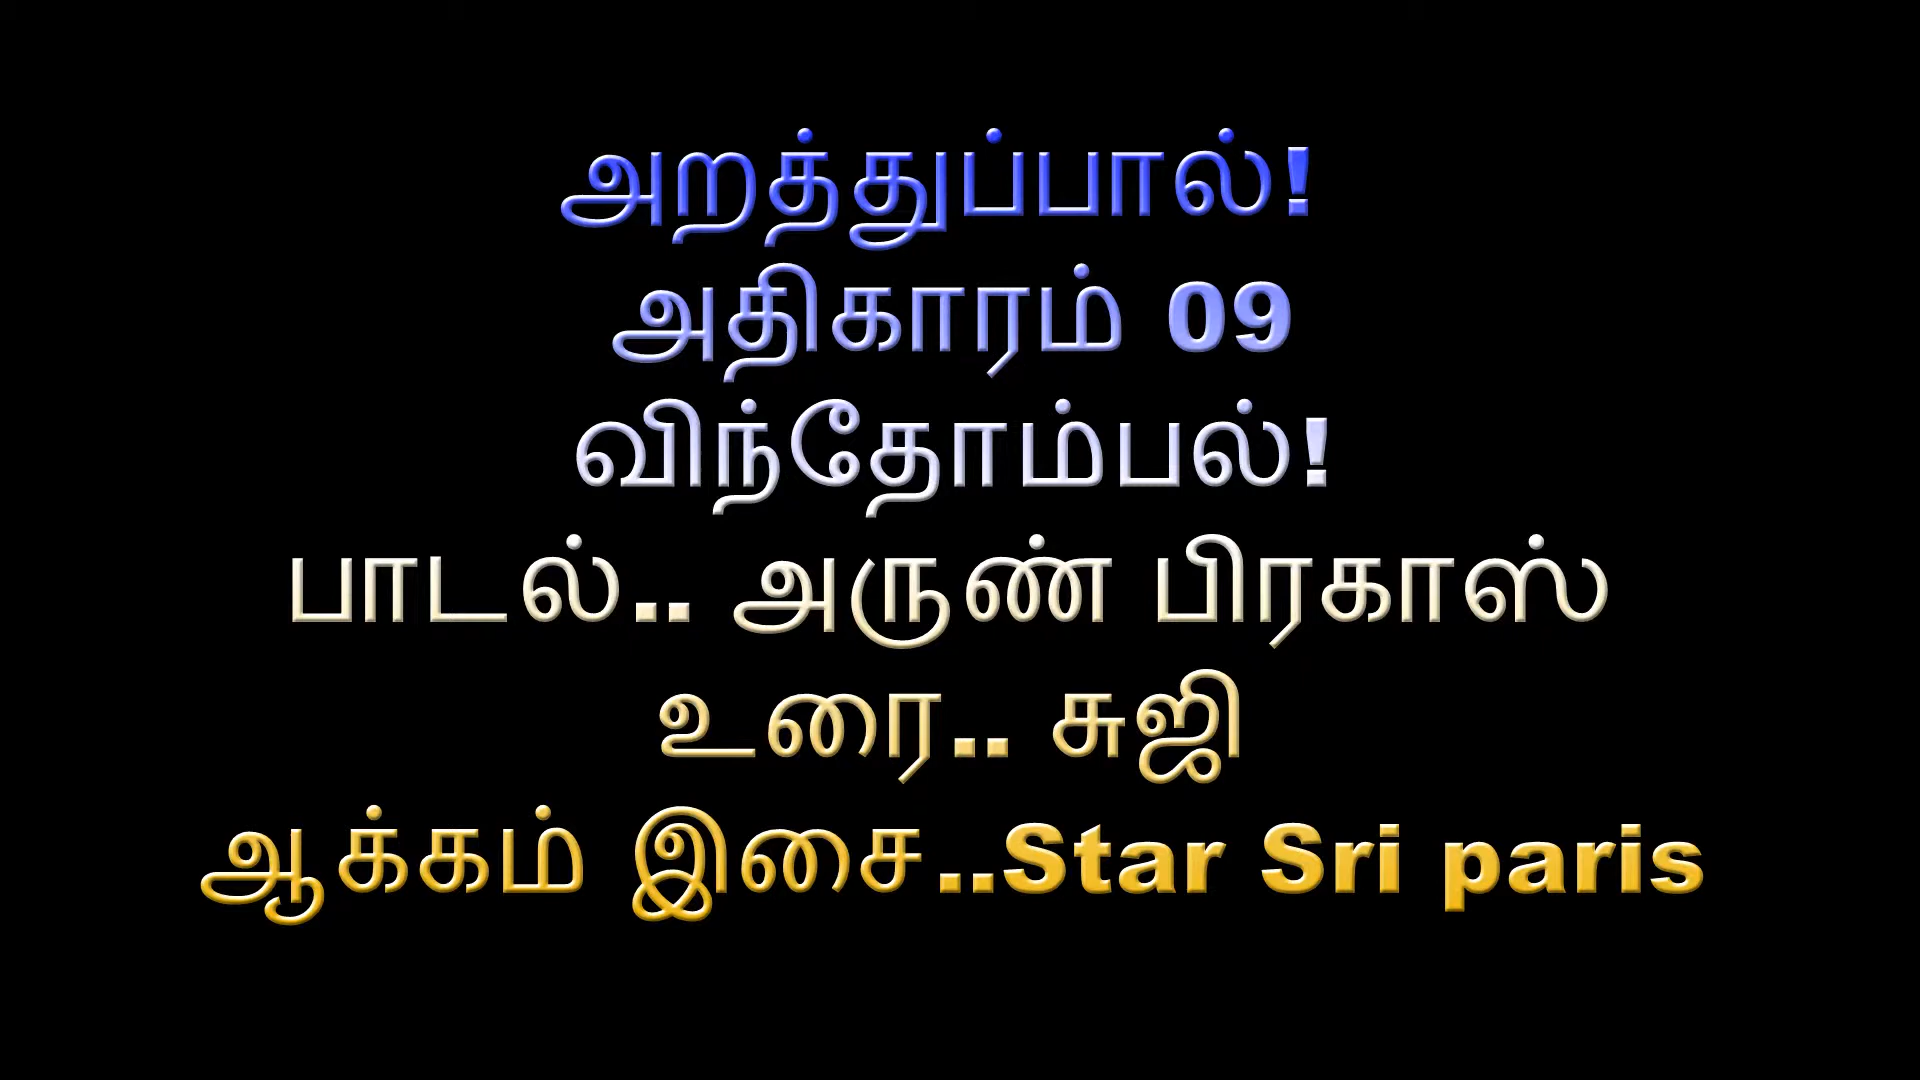 அறத்துப்பால்!
அதிகாரம் 09
விந்தோம்பல்!
பாடல்.. அருண் பிரகாஸ்
உரை.. சுஜி
ஆக்கம் இசை..Star Sri paris